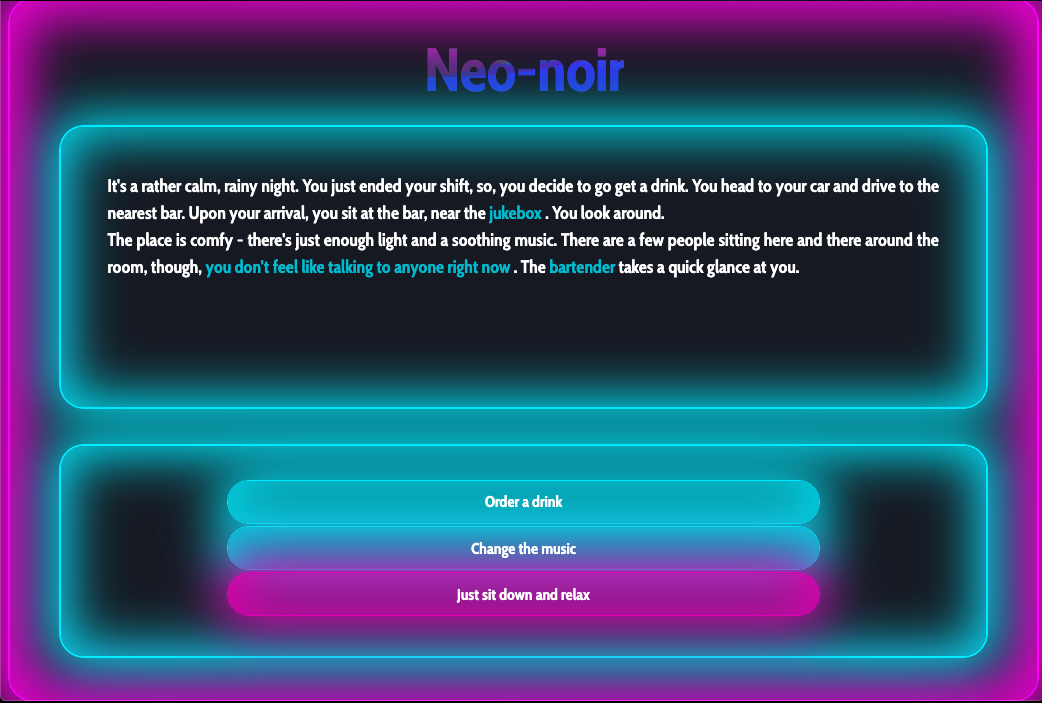 Neo-noir
It's a rather calm, rainy night. You just ended your shift, so, you decide to go get a drink. You head to your car and drive to the
nearest bar. Upon your arrival, you sit at the bar, near the jukebox . You look around.
The place is comfy - there's just enough light and a soothing music. There are a few people sitting here and there around the
room, though, you don't feel like talking to anyone right now . The bartender takes a quick glance at you.
Order a drink
Change the music
Just sit down and relax